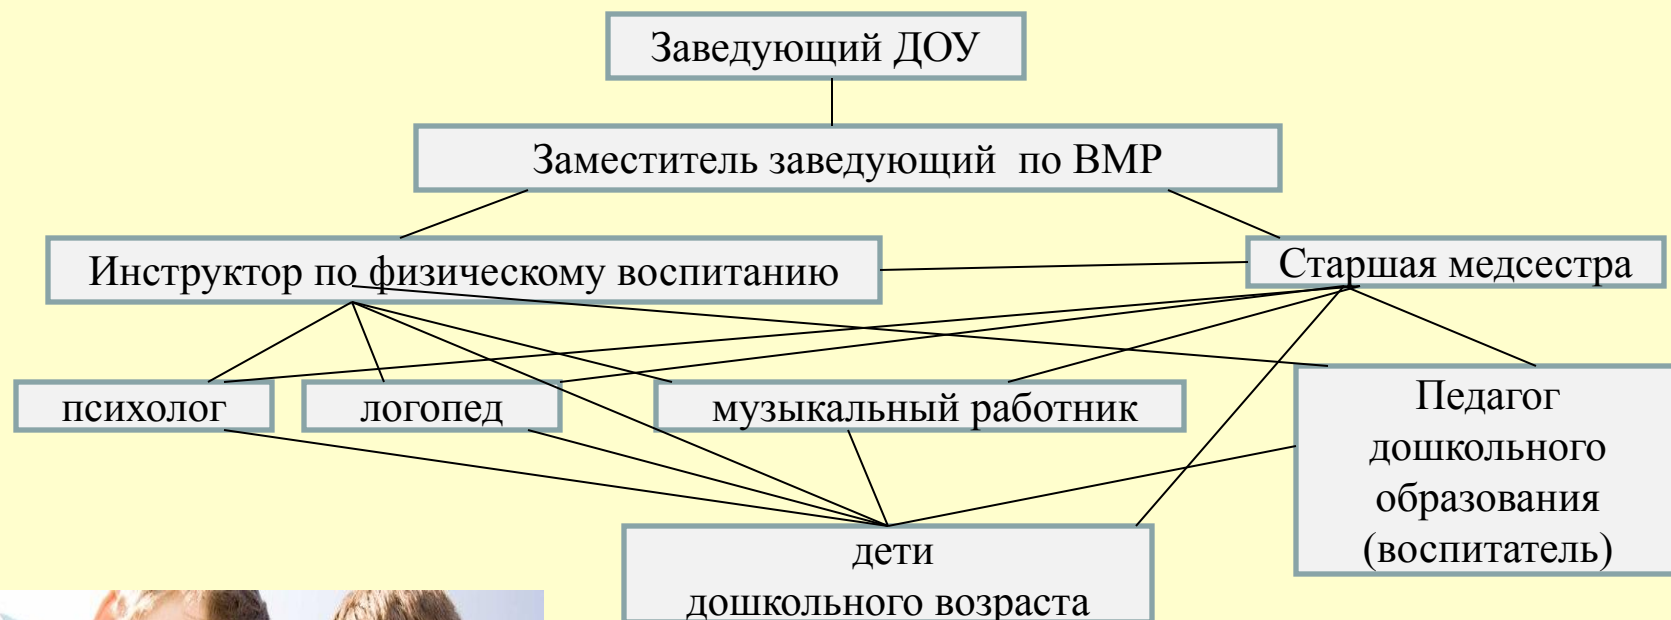 Заведующий ДОУ
Заместитель заведующий по ВМР
Инструктор по физическому воспитанию
Старшая медсестра
психолог
логопед
музыкальный работник
Педагог
дошкольного
образования
(воспитатель)
дети
дошкольного возраста